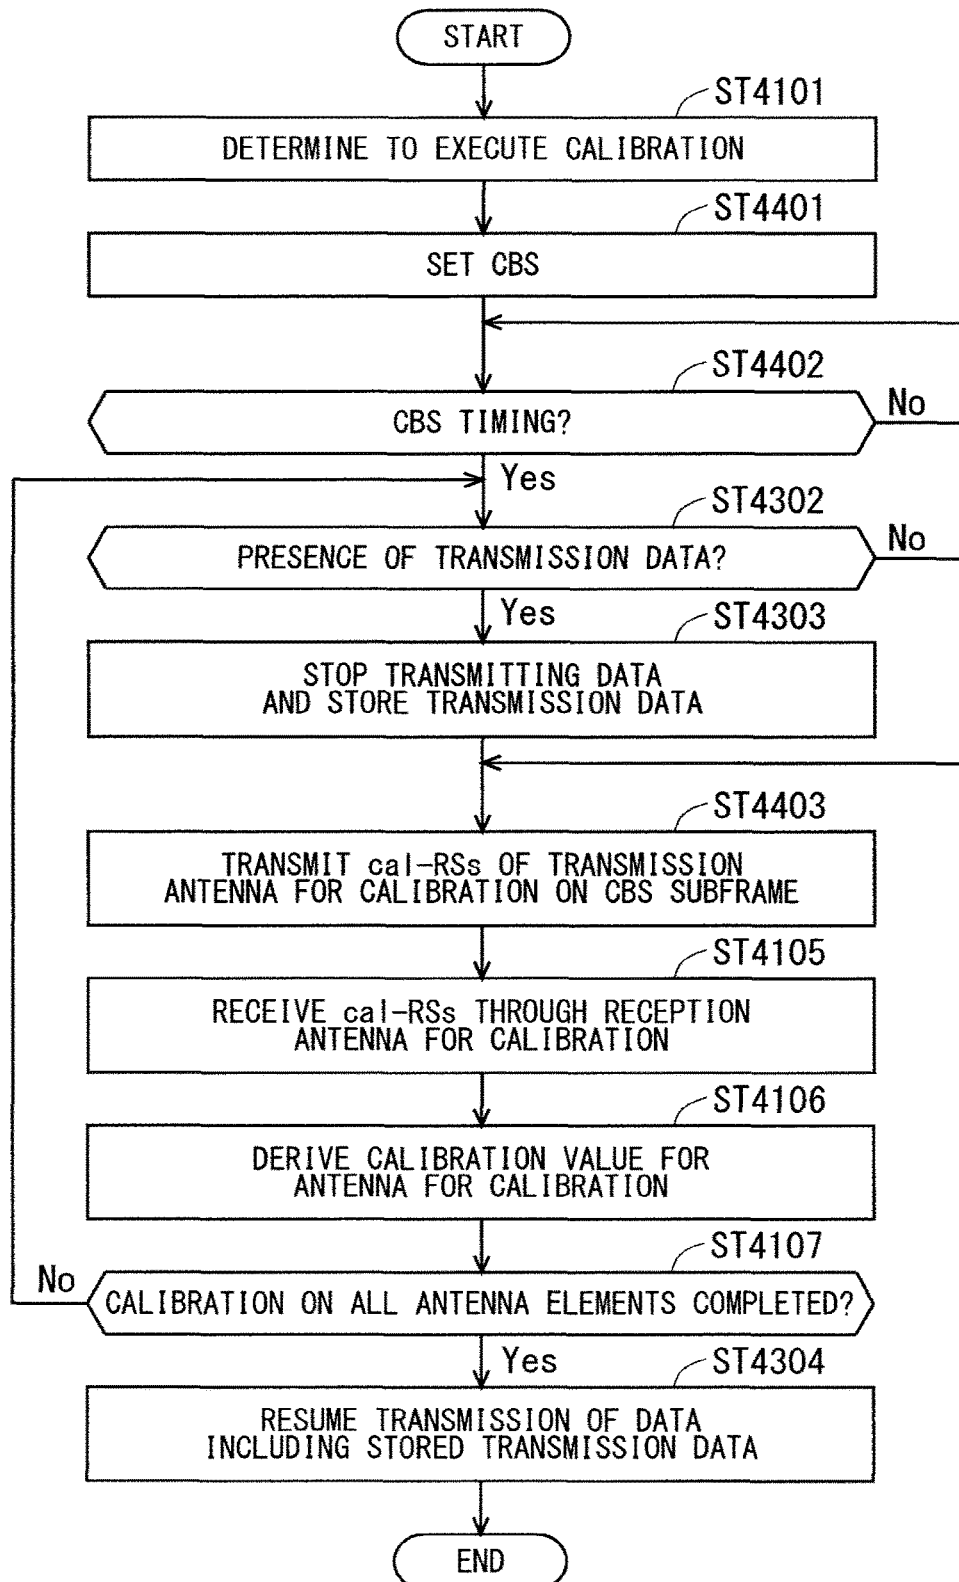 START
ST4101
DETERMINE TO EXECUTE CALIBRATION
ST4401
SET CBS
ST4402
CBS TIMING?
No
Yes
ST4302
PRESENCE OF TRANSMISSION DATA?
No
Yes
ST4303
STOP TRANSMITTING DATA
AND STORE TRANSMISSION DATA
ST4403
TRANSMIT cal-RSs OF TRANSMISSION
ANTENNA FOR CALIBRATION ON CBS SUBFRAME
ST4105
RECEIVE cal-RSs THROUGH RECEPTION
ANTENNA FOR CALIBRATION
ST4106
DERIVE CALIBRATION VALUE FOR
ANTENNA FOR CALIBRATION
ST4107
No
CALIBRATION ON ALL ANTENNA ELEMENTS COMPLETED?
Yes
ST4304
RESUME TRANSMISSION OF DATA
INCLUDING STORED TRANSMISSION DATA
END